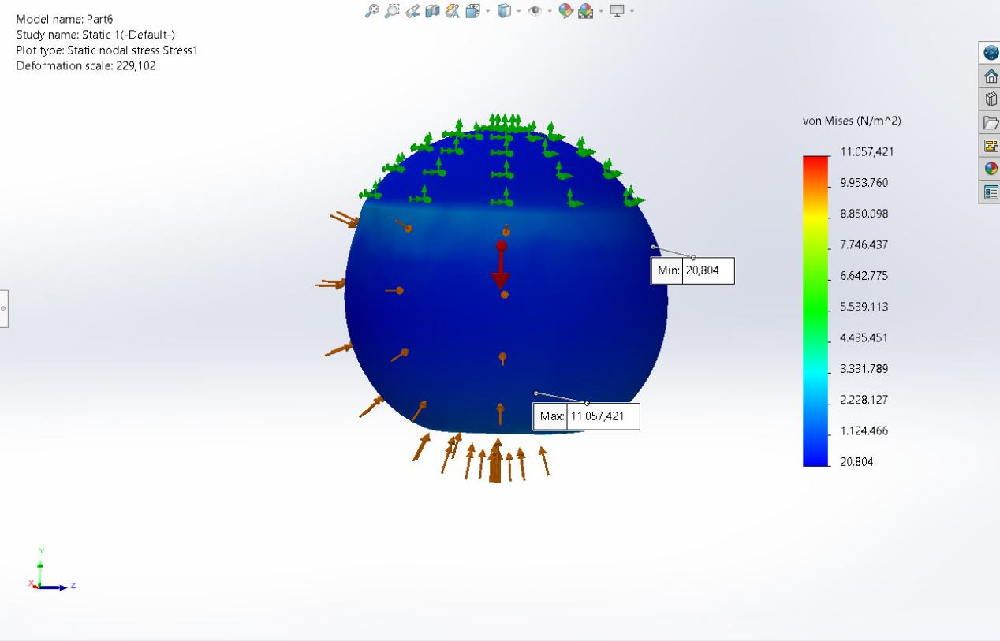 Model name: Part6
Study name: Static 1(-Default-)
Plot type: Static nodal stress Stress1
Deformation scale: 229,102
von Mises (N/m^2)
11.057,421
9.953,760
8.850,098
7.746,437
6.642,775
5.539,113
4.435,451
3.331,789
2.228,127
1.124,466
20,804
Min: 20,804
Max: 11.057,421
Y
X
Z